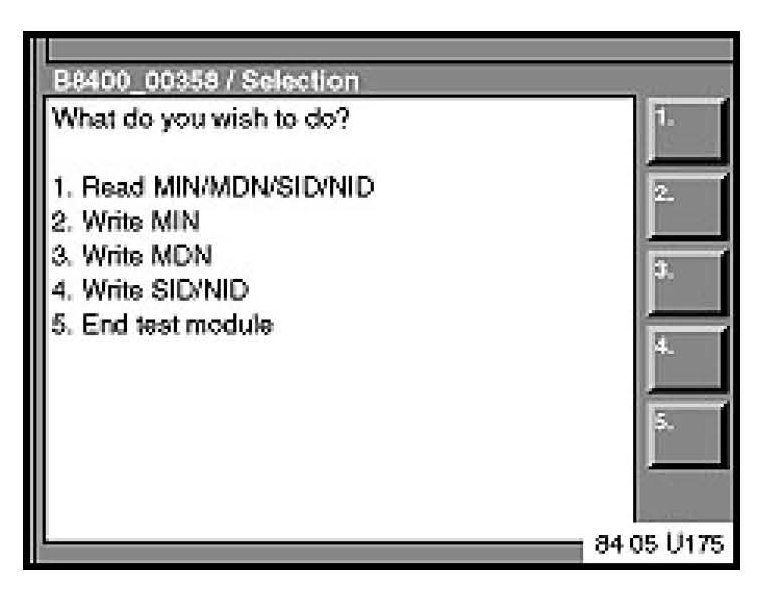 B8400_00358 / Selection
What do you wish to do?
1. Read MIN/MDN/SID/NID
2. Write MIN
3. Write MDN
4. Write SID/NID
5. End test module
1.
2.
3.
4.
5.
84 05 U175